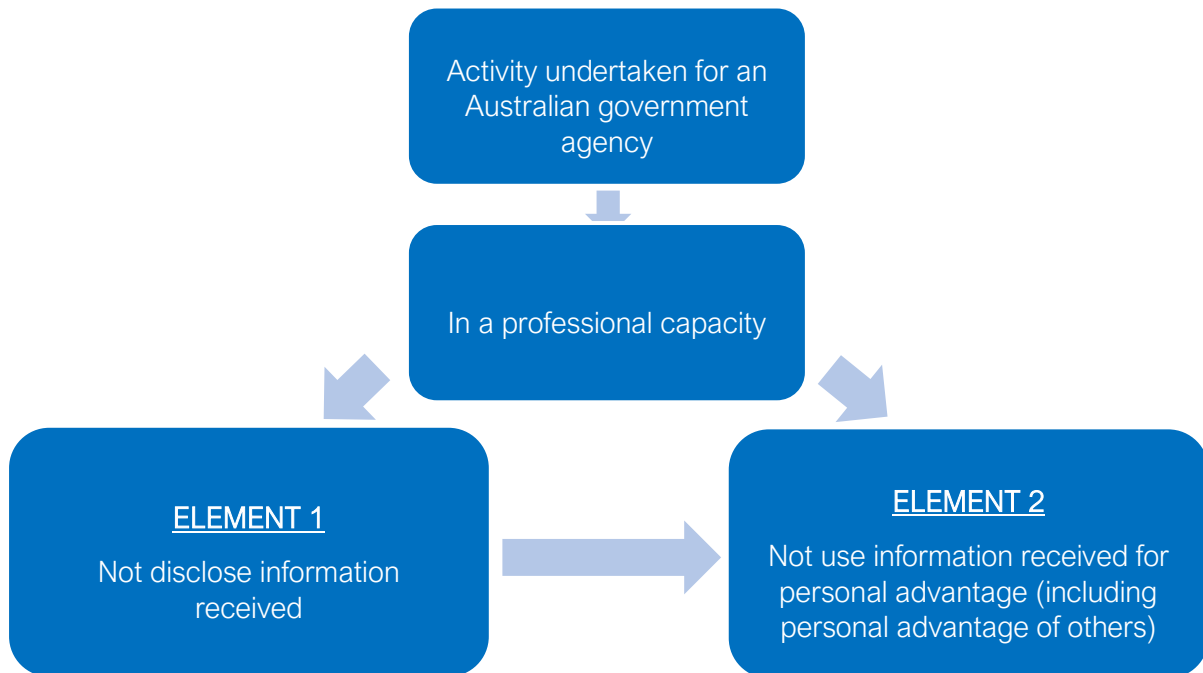 Activity undertaken for an
Australian government
agency
In a professional capacity
ELEMENT 1
Not disclose information
received
ELEMENT 2
Not use information received for
personal advantage (including
personal advantage of others)